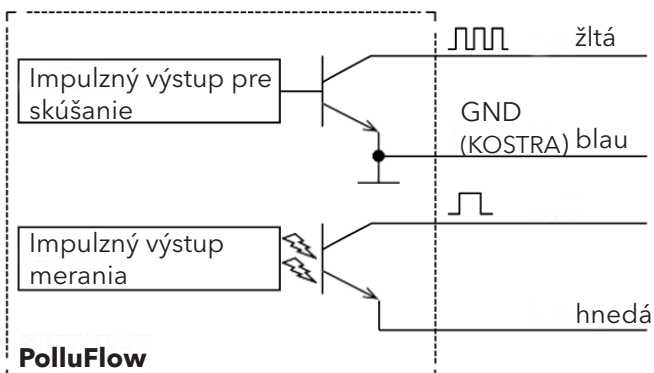 Impulzný výstup pre
skúšanie
žltá
GND
(KOSTRA) blau
Impulzný výstup
merania
hnedá
PolluFlow